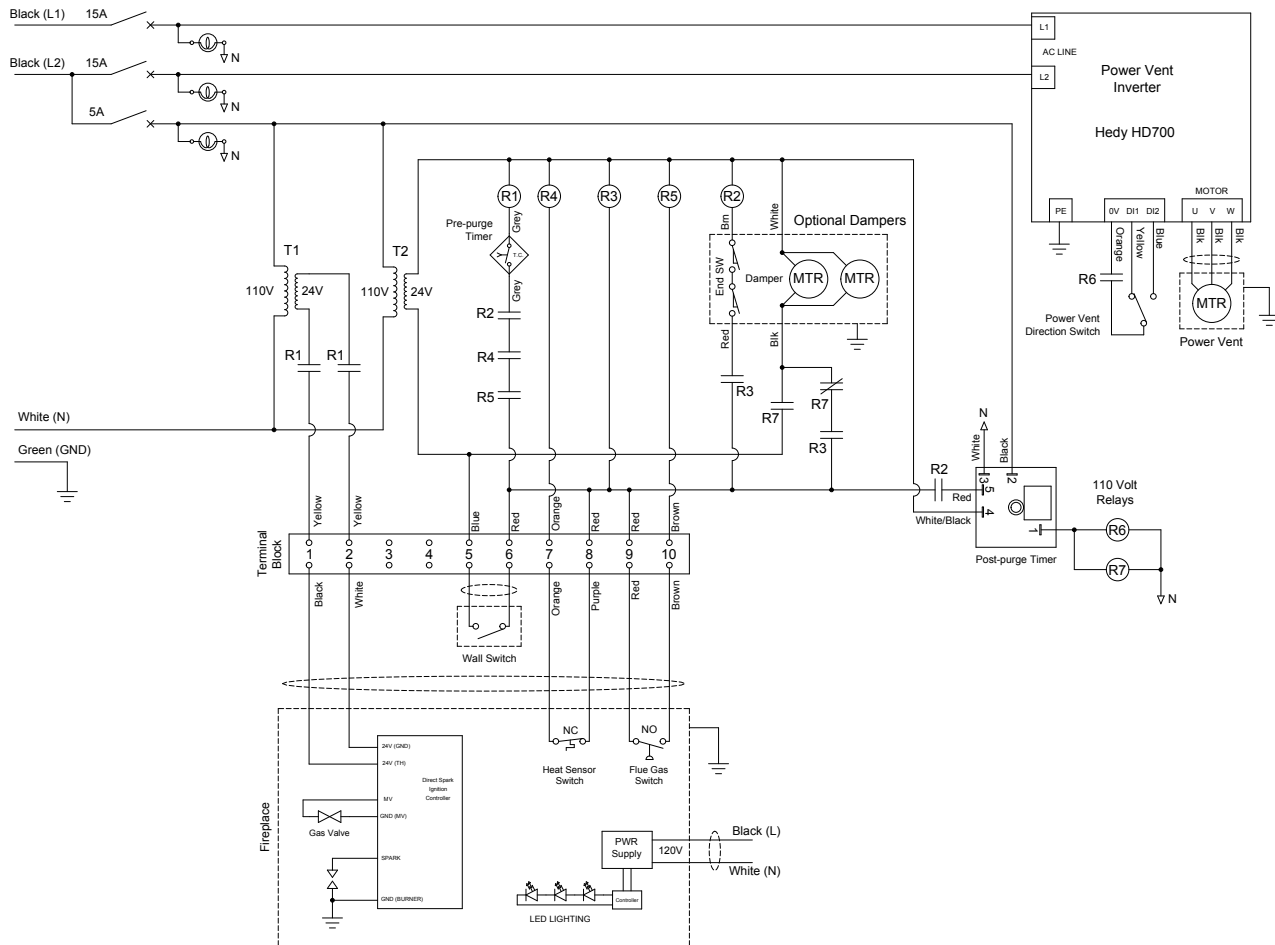 Black (L1) 15A
N
Black (L2) 15A
N
5A
N
L1
AC LINE
L2
Power Vent
Inverter
Hedy HD700
PE
0V DI1 DI2
MOTOR
U V W
Orange
Yellow
Blue
Blk
Blk
Blk
R6
Power Vent
Direction Switch
MTR
Power Vent
R1
R4
R3
R5
R2
Grey
Pre-purge
Timer
T.C.
Grey
R2
R4
R5
Brn
White
Optional Dampers
End SW
Damper
MTR
MTR
Red
Blk
R3
R7
R7
R3
T1
T2
110V
24V
110V
24V
R1
R1
White (N)
Green (GND)
N
White
Black
R2
Red
White/Black
3
2
5
4
1
Post-purge Timer
110 Volt
Relays
R6
R7
N
Yellow
Yellow
Blue
Red
Orange
Red
Red
Brown
Terminal
Block
1 2 3 4 5 6 7 8 9 10
Black
White
Orange
Purple
Red
Brown
Wall Switch
Fireplace
24V (GND)
24V (TH)
Direct Spark
Ignition
Controller
MV
GND (MV)
Gas Valve
SPARK
GND (BURNER)
NC
Heat Sensor
Switch
NO
Flue Gas
Switch
PWR
Supply
120V
Black (L)
White (N)
Controller
LED LIGHTING